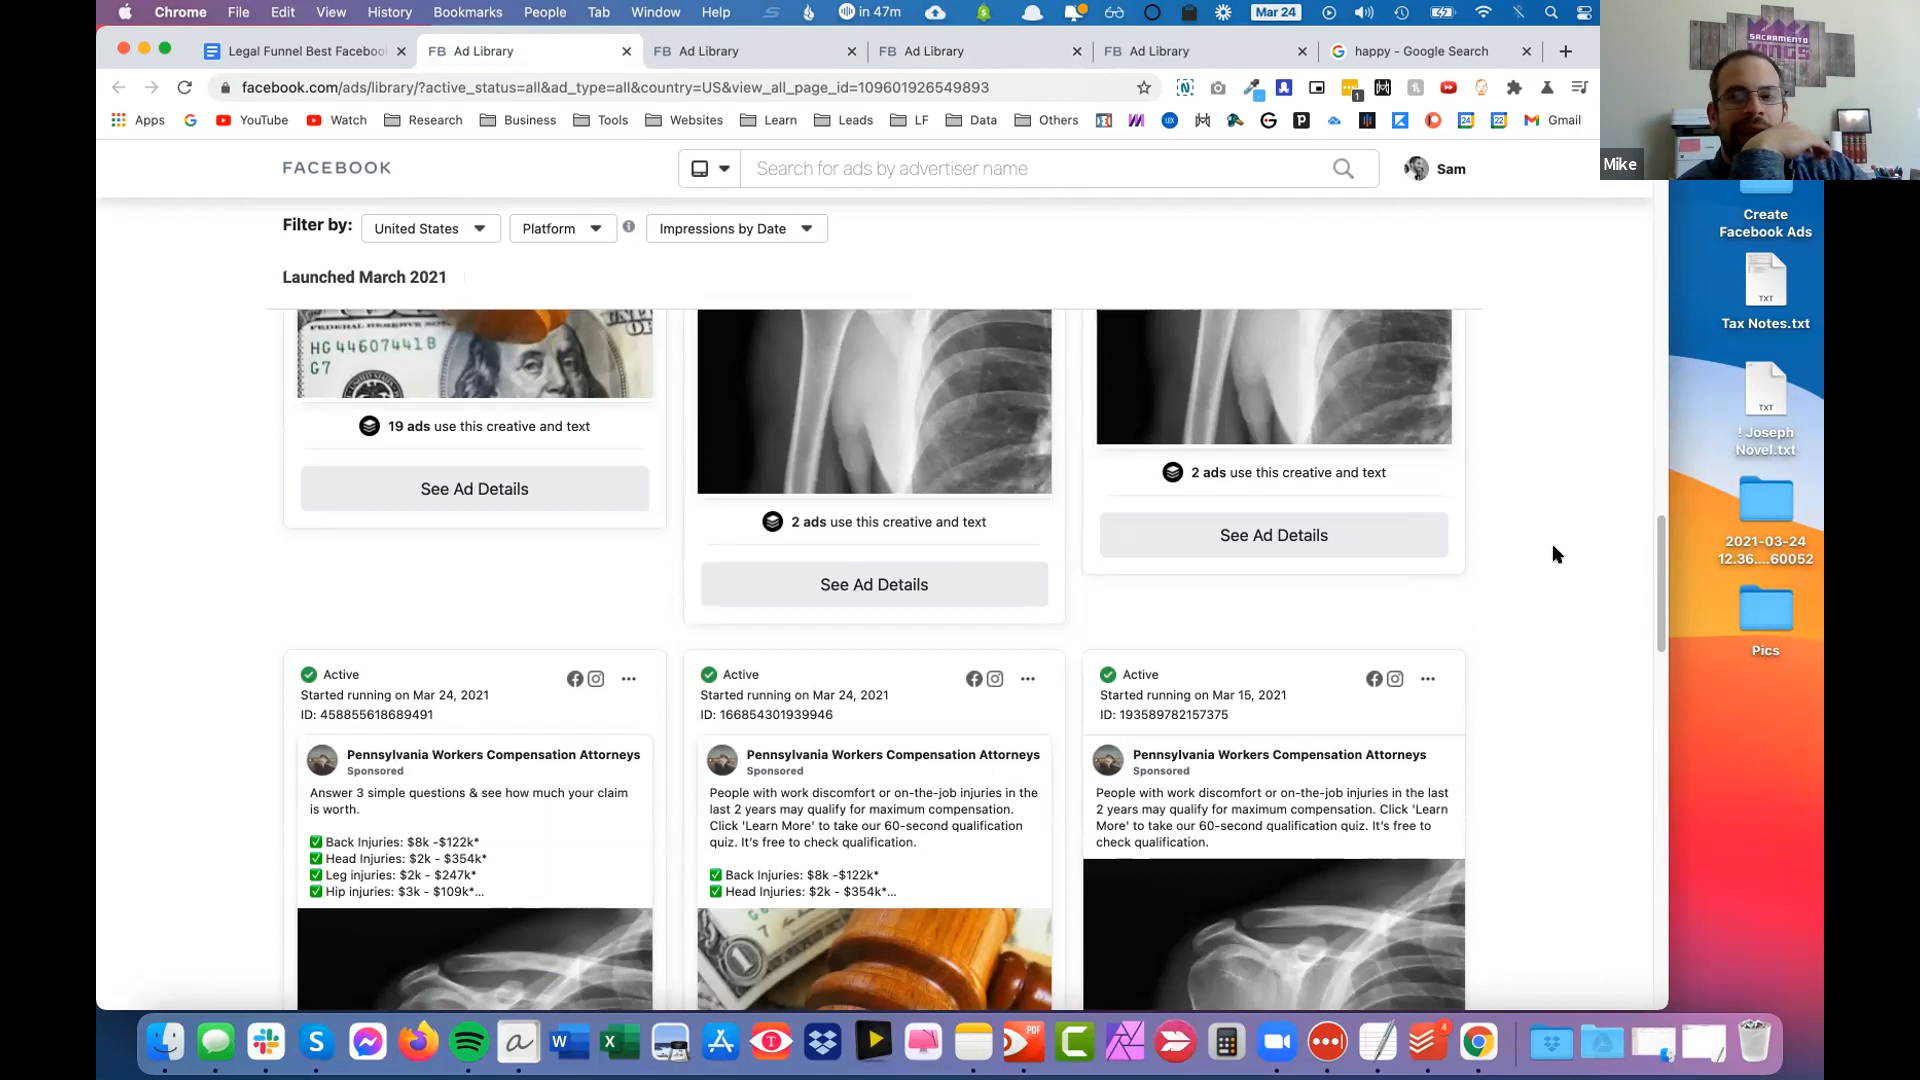 Chrome File Edit View History Bookmarks People Tab Window Help in 47m Mar 24
Legal Funnel Best Faceboo Ad Library Ad Library Ad Library Ad Library happy - Google Search
facebook.com/ads/library/?active_status=all&ad_type=all&country=US&view_all_page_id=109601926549893
Apps YouTube Watch Research Business Tools Websites Learn Leads LF Data Others Gmail
SACRAMENTO
KINGS
Mike
FACEBOOK
Search for ads by advertiser name
Sam
Filter by: United States Platform Impressions by Date
Launched March 2021
FEDERAL RESERVE NO
HG 44607441 B
G7
19 ads use this creative and text
See Ad Details
2 ads use this creative and text
See Ad Details
2 ads use this creative and text
See Ad Details
Active
Started running on Mar 24, 2021
ID: 458855618689491
Pennsylvania Workers Compensation Attorneys
Sponsored
Answer 3 simple questions & see how much your claim
is worth.
✅ Back Injuries: $8k -$122k*
✅ Head Injuries: $2k - $354k*
✅ Leg injuries: $2k - $247k*
✅ Hip injuries: $3k - $109k*...
Active
Started running on Mar 24, 2021
ID: 166854301939946
Pennsylvania Workers Compensation Attorneys
Sponsored
People with work discomfort or on-the-job injuries in the
last 2 years may qualify for maximum compensation.
Click 'Learn More' to take our 60-second qualification
quiz. It's free to check qualification.
✅ Back Injuries: $8k -$122k*
✅ Head Injuries: $2k - $354k*...
Active
Started running on Mar 15, 2021
ID: 193589782157375
Pennsylvania Workers Compensation Attorneys
Sponsored
People with work discomfort or on-the-job injuries in the last
2 years may qualify for maximum compensation. Click 'Learn
More' to take our 60-second qualification quiz. It's free to
check qualification.
Create
Facebook Ads
TXT
Tax Notes.txt
TXT
! Joseph
Novel.txt
2021-03-24
12.36....60052
Pics
PDF
4